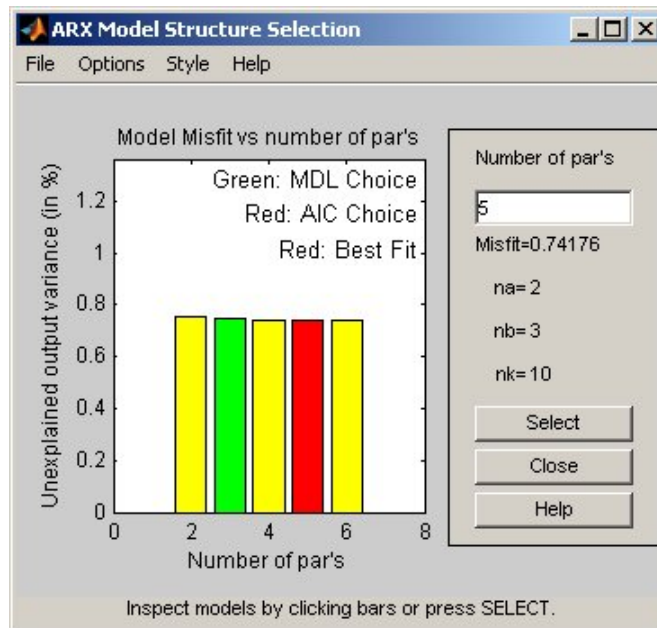 ARX Model Structure Selection
File Options Style Help
Model Misfit vs number of par's
Green: MDL Choice
Red: AIC Choice
Red: Best Fit
Unexplained output variance (in %)
1.2
1
0.8
0.6
0.4
0.2
0
0 2 4 6 8
Number of par's
Number of par's
5
Misfit=0.74176
na= 2
nb= 3
nk= 10
Select
Close
Help
Inspect models by clicking bars or press SELECT.